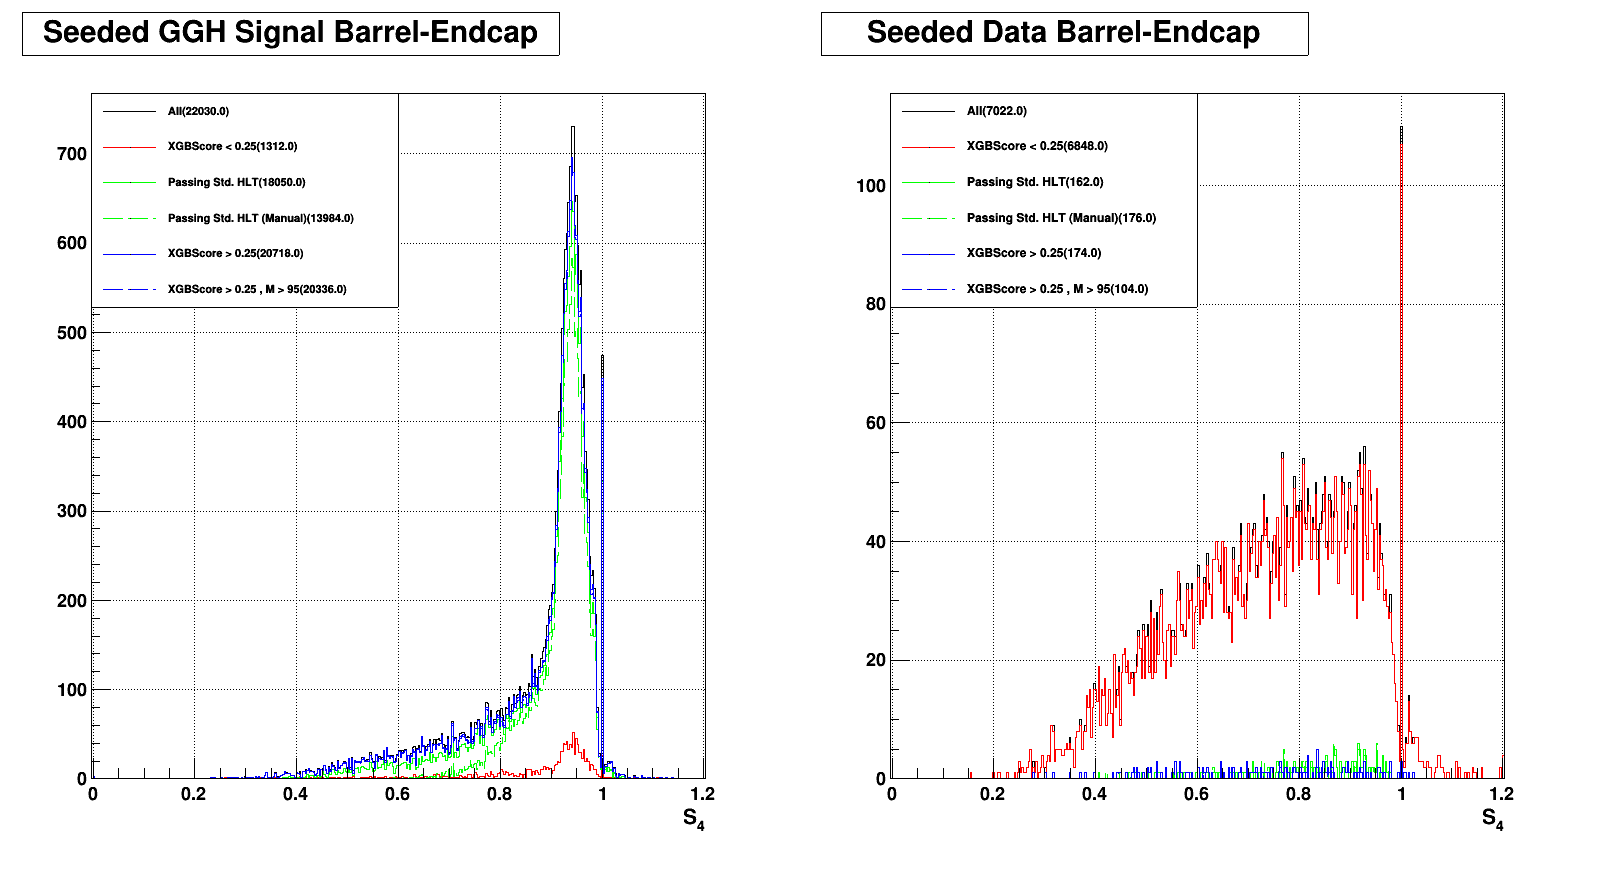 Seeded GGH Signal Barrel-Endcap
All(22030.0)
XGBScore < 0.25(1312.0)
Passing Std. HLT(18050.0)
Passing Std. HLT (Manual)(13984.0)
XGBScore > 0.25(20718.0)
XGBScore > 0.25 , M > 95(20336.0)
700
600
500
400
300
200
100
0
0 0.2 0.4 0.6 0.8 1 1.2
S4
Seeded Data Barrel-Endcap
All(7022.0)
XGBScore < 0.25(6848.0)
Passing Std. HLT(162.0)
Passing Std. HLT (Manual)(176.0)
XGBScore > 0.25(174.0)
XGBScore > 0.25 , M > 95(104.0)
100
80
60
40
20
0
0 0.2 0.4 0.6 0.8 1 1.2
S4